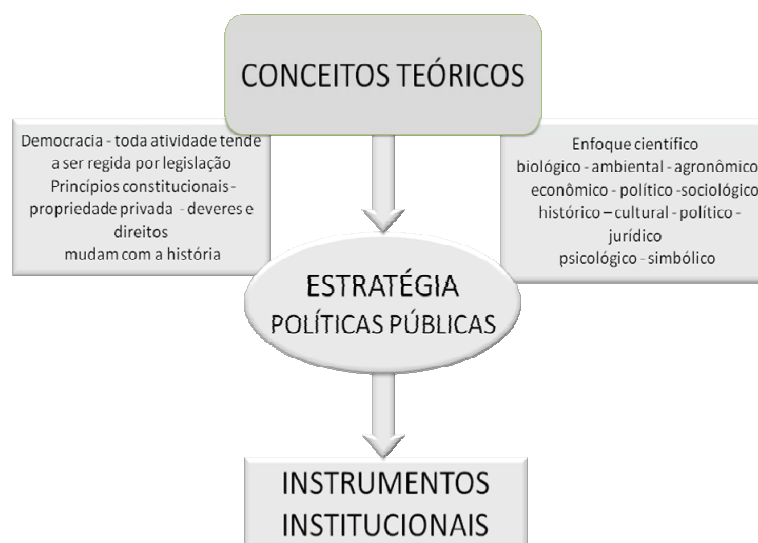 CONCEITOS TEÓRICOS
Democracia - toda atividade tende
a ser regida por legislação
Princípios constitucionais -
propriedade privada - deveres e
direitos
mudam com a história
Enfoque científico
biológico - ambiental - agronômico
econômico - político -sociológico
histórico – cultural - político -
jurídico
psicológico - simbólico
ESTRATÉGIA
POLÍTICAS PÚBLICAS
INSTRUMENTOS
INSTITUCIONAIS